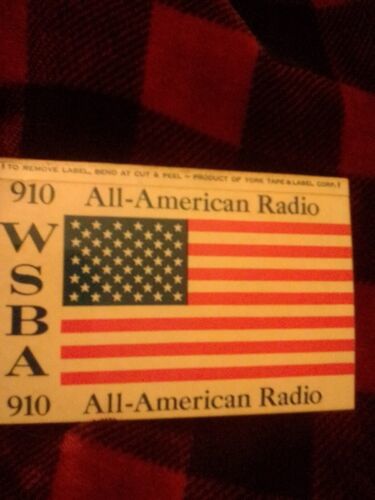 ↕ TO REMOVE LABEL, BEND AT CUT & PEEL – PRODUCT OF YORK TAPE & LABEL CORP. ↕
910 All-American Radio
W
S
B
A
910 All-American Radio